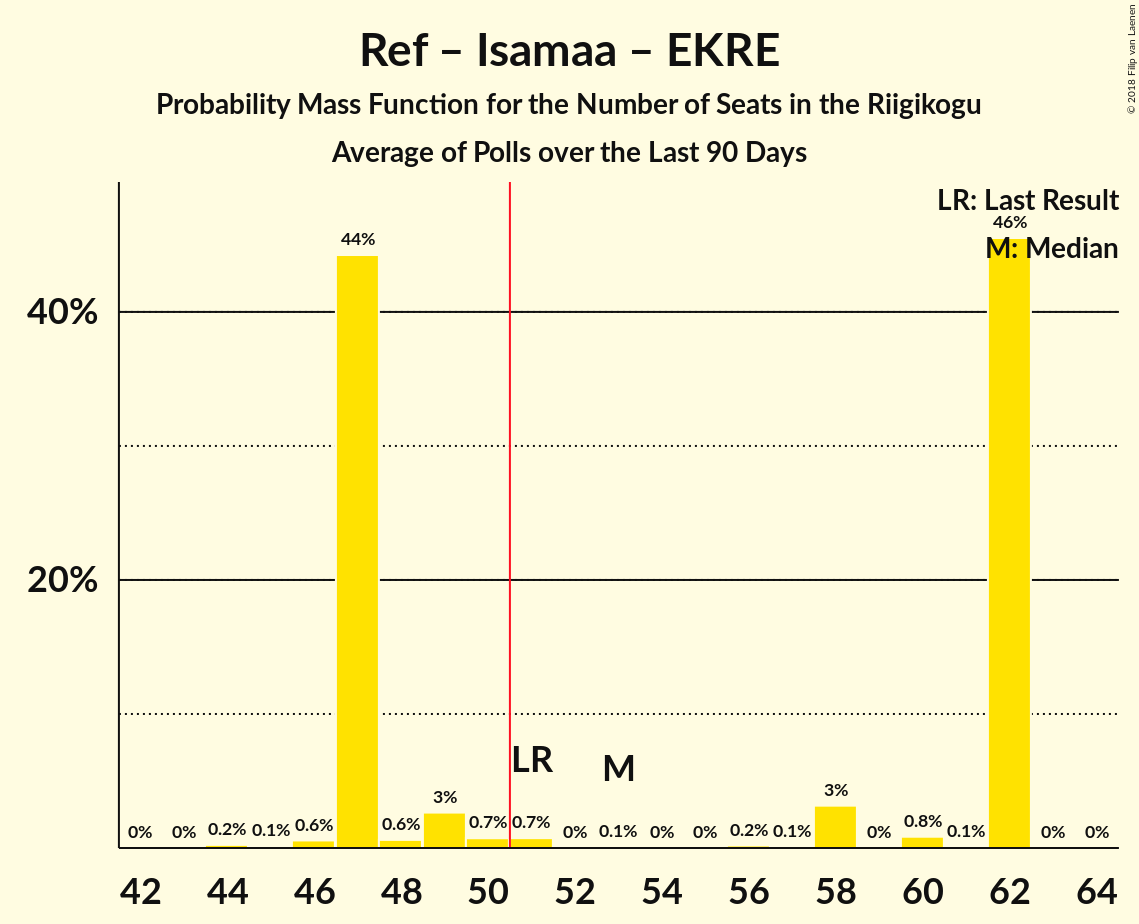 Ref – Isamaa – EKRE
Probability Mass Function for the Number of Seats in the Riigikogu
Average of Polls over the Last 90 Days
© 2018 Filip van Laenen
LR: Last Result
M: Median
40%
20%
0% 0% 0.2% 0.1% 0.6% 44% 0.6% 3% 0.7% 0.7% 0% 0.1% 0% 0% 0.2% 0.1% 3% 0% 0.8% 0.1% 46% 0% 0%
LR M
42 44 46 48 50 52 54 56 58 60 62 64